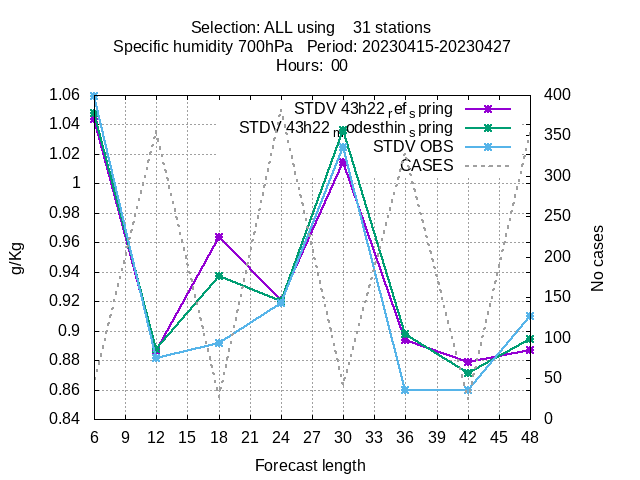 Selection: ALL using    31 stations
Specific humidity 700hPa   Period: 20230415-20230427
Hours:  00
STDV 43h22_ref_spring
STDV 43h22_modesthin_spring
STDV OBS
CASES
1.06
1.04
1.02
1
0.98
0.96
0.94
0.92
0.9
0.88
0.86
0.84
400
350
300
250
200
150
100
50
0
g/Kg
No cases
6 9 12 15 18 21 24 27 30 33 36 39 42 45 48
Forecast length